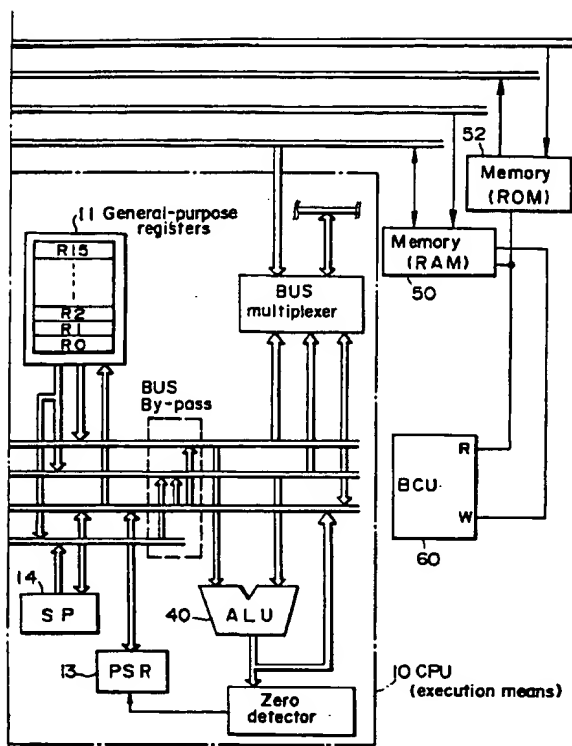 52
Memory
(ROM)
11 General-purpose
registers
R15
R2
R1
R0
Memory
(RAM)
50
BUS
multiplexer
BUS
By-pass
R
BCU
W
60
14
SP
40
ALU
13
PSR
10 CPU
(execution means)
Zero
detector